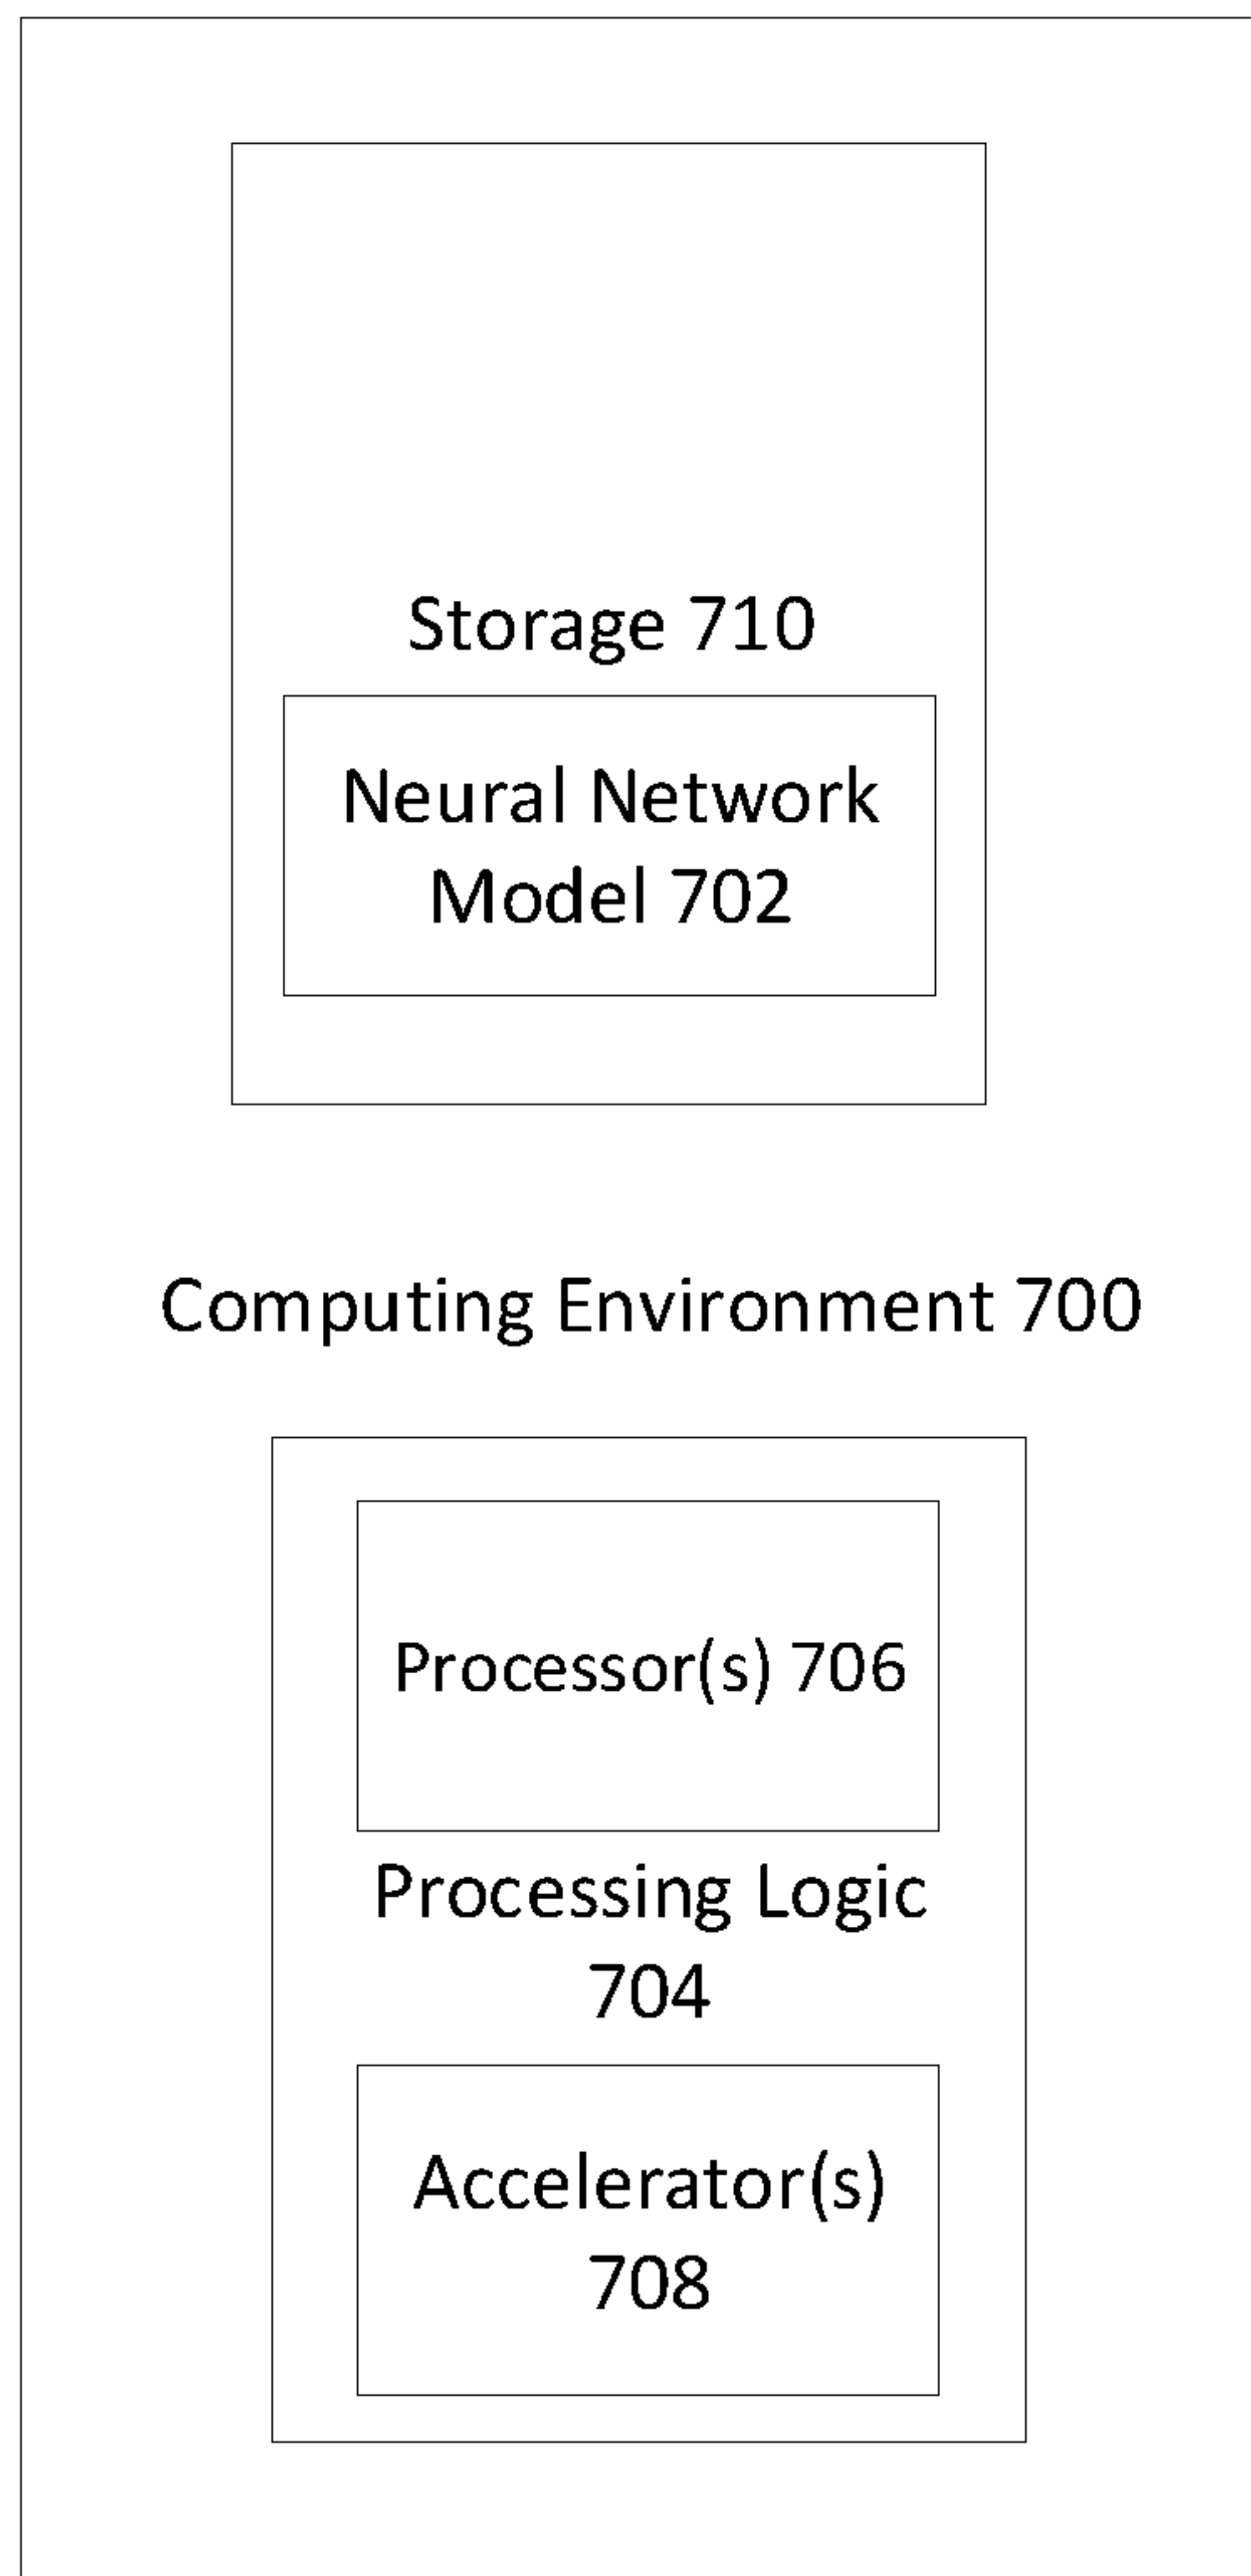 Storage 710
Neural Network
Model 702
Computing Environment 700
Processor(s) 706
Processing Logic
704
Accelerator(s)
708